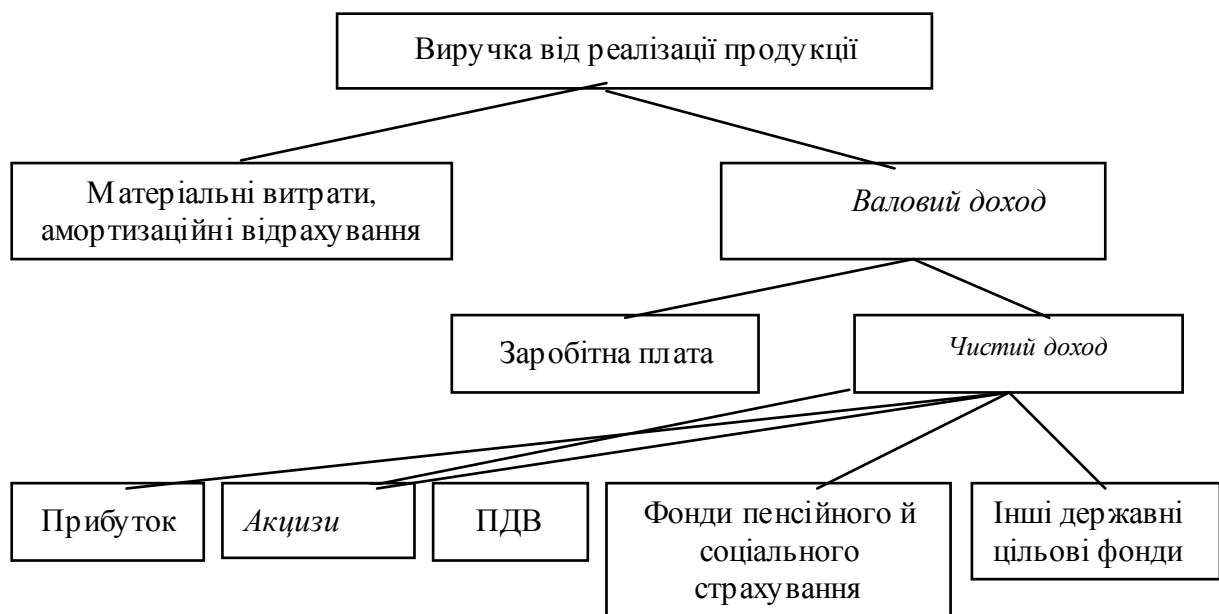 Виручка від реалізації продукції
Матеріальні витрати,
амортизаційні відрахування
Валовий доход
Заробітна плата
Чистий доход
Прибуток
Акцизи
ПДВ
Фонди пенсійного й
соціального
страхування
Інші державні
цільові фонди